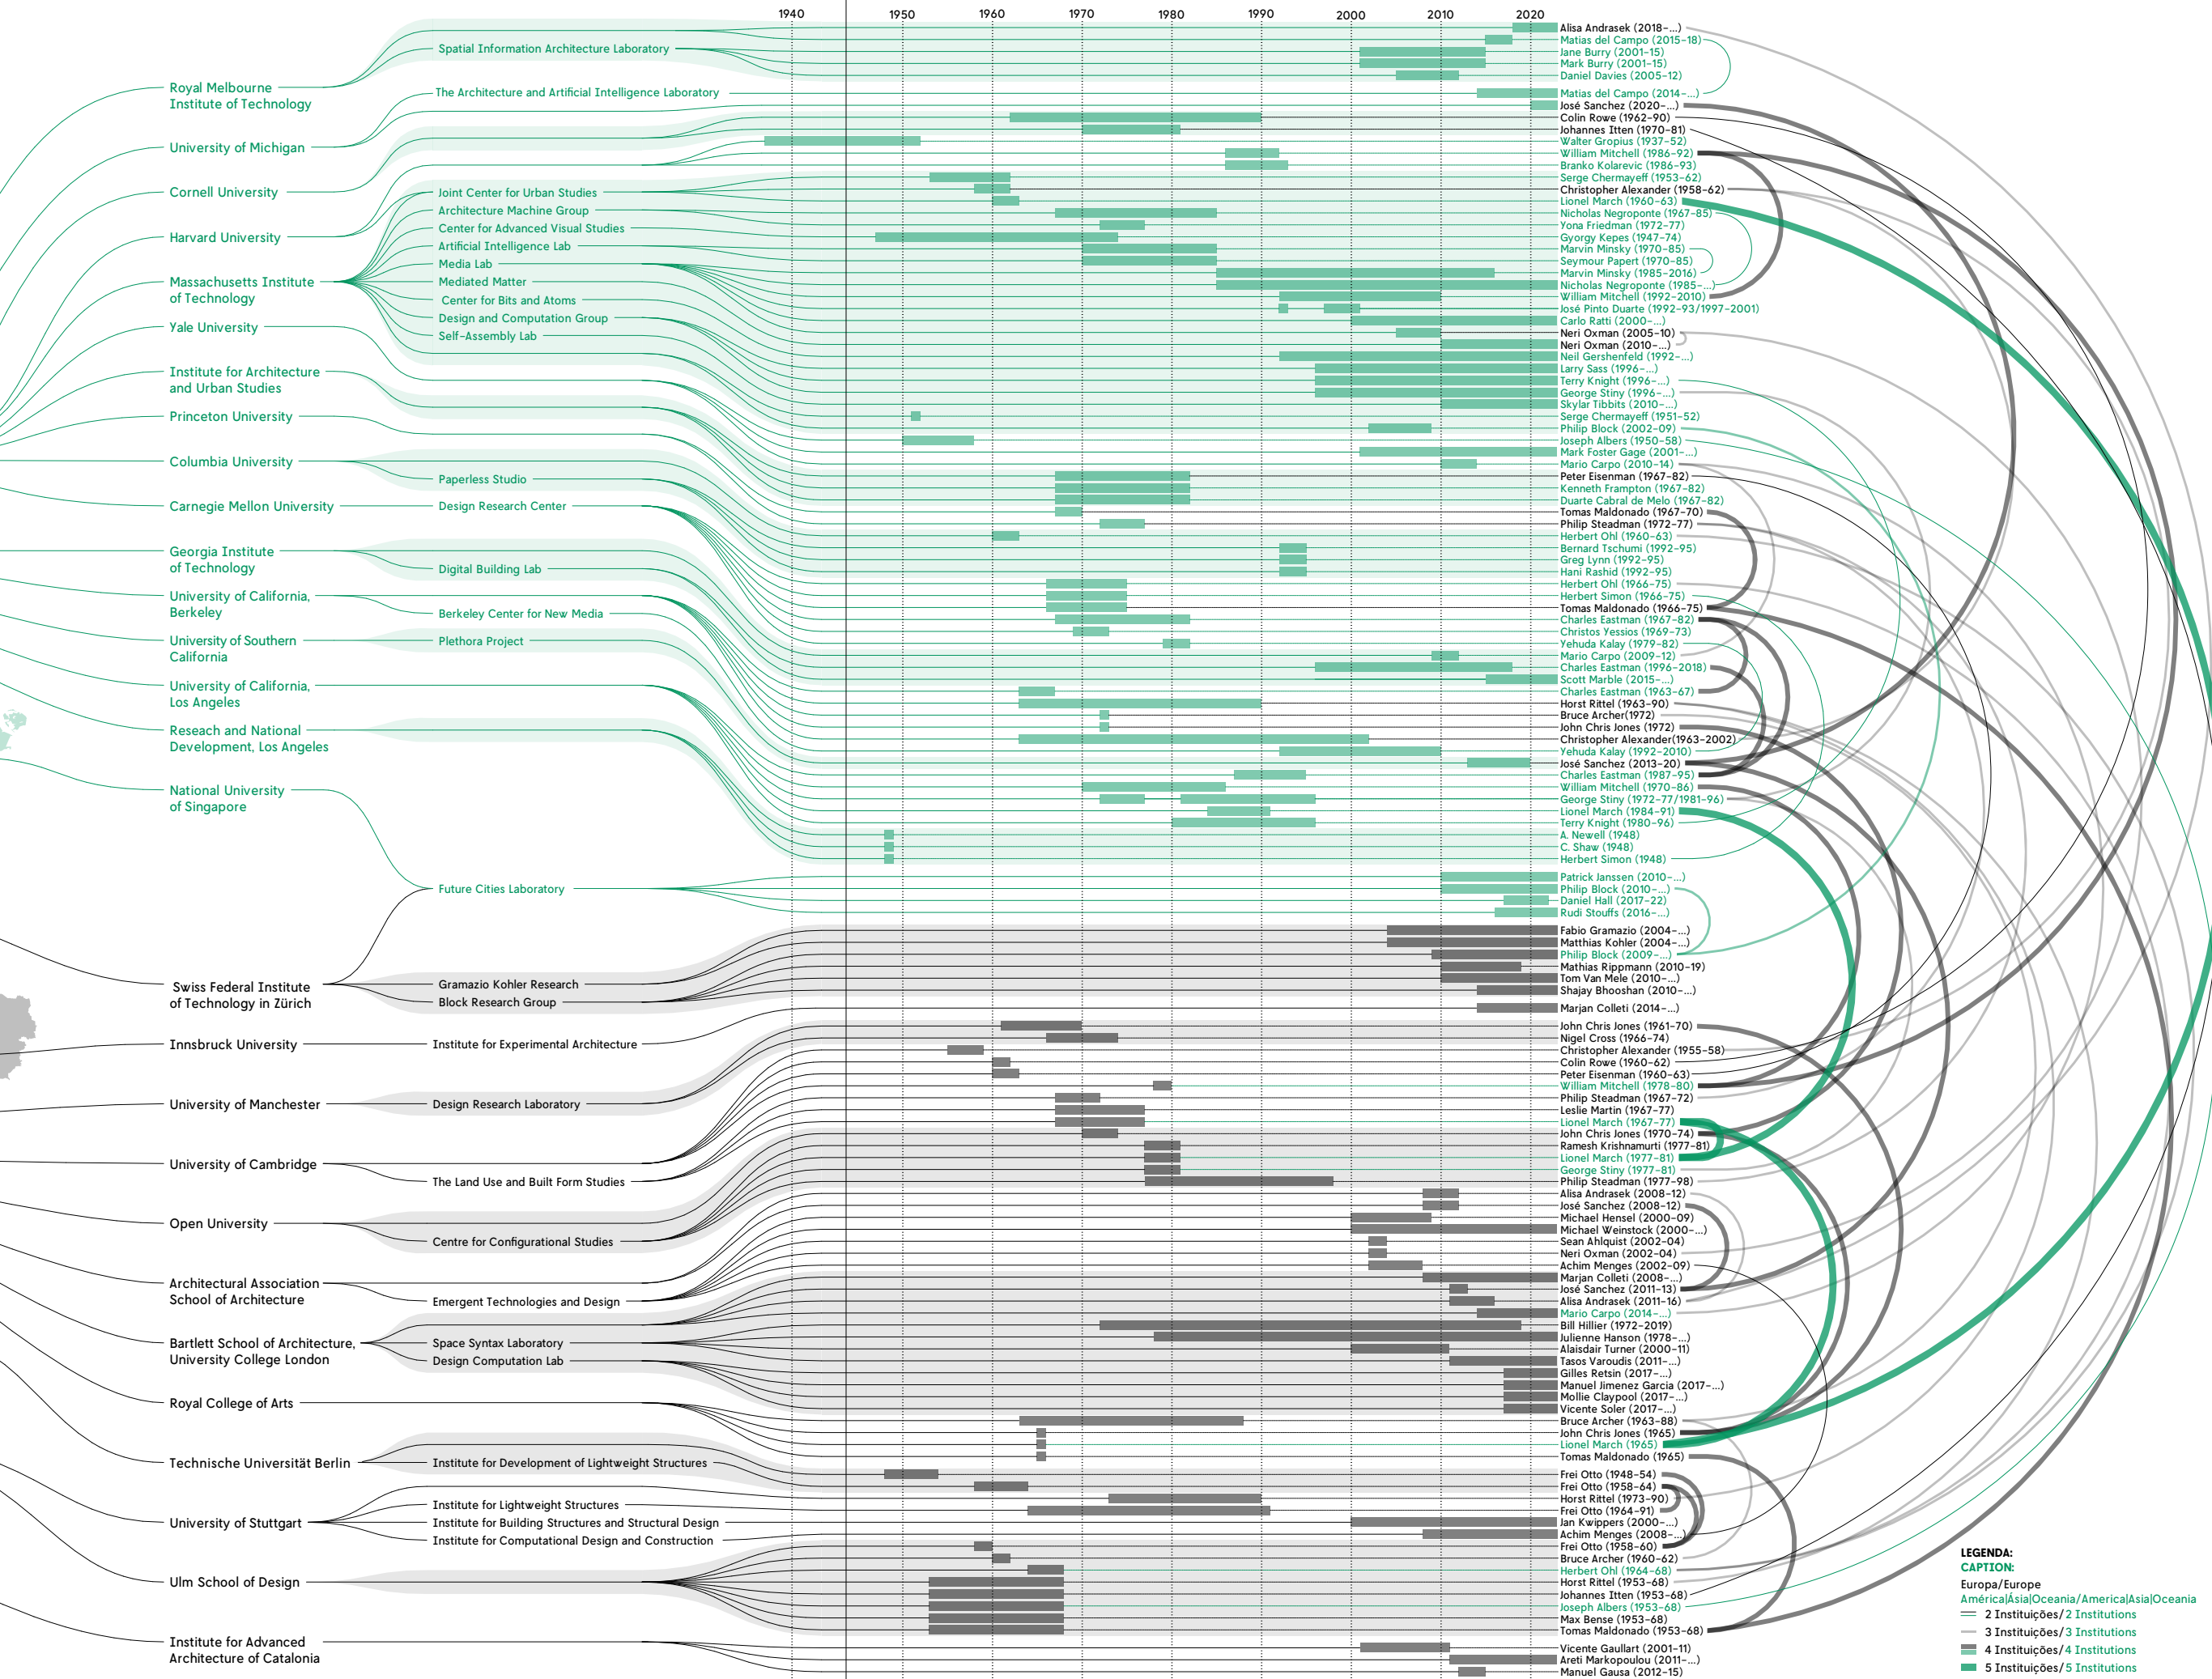 1940
1950
1960
1970
1980
1990
2000
2010
2020
Royal Melbourne
Institute of Technology
University of Michigan
Cornell University
Harvard University
Massachusetts Institute
of Technology
Yale University
Institute for Architecture
and Urban Studies
Princeton University
Columbia University
Carnegie Mellon University
Georgia Institute
of Technology
University of California,
Berkeley
University of Southern
California
University of California,
Los Angeles
Reseach and National
Development, Los Angeles
National University
of Singapore
Swiss Federal Institute
of Technology in Zürich
Innsbruck University
University of Manchester
University of Cambridge
Open University
Architectural Association
School of Architecture
Bartlett School of Architecture,
University College London
Royal College of Arts
Technische Universität Berlin
University of Stuttgart
Ulm School of Design
Institute for Advanced
Architecture of Catalonia
Spatial Information Architecture Laboratory
The Architecture and Artificial Intelligence Laboratory
Joint Center for Urban Studies
Architecture Machine Group
Center for Advanced Visual Studies
Artificial Intelligence Lab
Media Lab
Mediated Matter
Center for Bits and Atoms
Design and Computation Group
Self-Assembly Lab
Paperless Studio
Design Research Center
Digital Building Lab
Berkeley Center for New Media
Plethora Project
Future Cities Laboratory
Gramazio Kohler Research
Block Research Group
Institute for Experimental Architecture
Design Research Laboratory
The Land Use and Built Form Studies
Centre for Configurational Studies
Emergent Technologies and Design
Space Syntax Laboratory
Design Computation Lab
Institute for Development of Lightweight Structures
Institute for Lightweight Structures
Institute for Building Structures and Structural Design
Institute for Computational Design and Construction
Alisa Andrasek (2018-...)
Matias del Campo (2015-18)
Jane Burry (2001-15)
Mark Burry (2001-15)
Daniel Davies (2005-12)
Matias del Campo (2014-...)
José Sanchez (2020-...)
Colin Rowe (1962-90)
Johannes Itten (1970-81)
Walter Gropius (1937-52)
William Mitchell (1986-92)
Branko Kolarevic (1986-93)
Serge Chermayeff (1953-62)
Christopher Alexander (1958-62)
Lionel March (1960-63)
Nicholas Negroponte (1967-85)
Yona Friedman (1972-77)
Gyorgy Kepes (1947-74)
Marvin Minsky (1970-85)
Seymour Papert (1970-85)
Marvin Minsky (1985-2016)
Nicholas Negroponte (1985-...)
William Mitchell (1992-2010)
José Pinto Duarte (1992-93/1997-2001)
Carlo Ratti (2000-...)
Neri Oxman (2005-10)
Neri Oxman (2010-...)
Neil Gershenfeld (1992-...)
Larry Sass (1996-...)
Terry Knight (1996-...)
George Stiny (1996-...)
Skylar Tibbits (2010-...)
Serge Chermayeff (1951-52)
Philip Block (2002-09)
Joseph Albers (1950-58)
Mark Foster Gage (2001-...)
Mario Carpo (2010-14)
Peter Eisenman (1967-82)
Kenneth Frampton (1967-82)
Duarte Cabral de Melo (1967-82)
Tomas Maldonado (1967-70)
Philip Steadman (1972-77)
Herbert Ohl (1960-63)
Bernard Tschumi (1992-95)
Greg Lynn (1992-95)
Hani Rashid (1992-95)
Herbert Ohl (1966-75)
Herbert Simon (1966-75)
Tomas Maldonado (1966-75)
Charles Eastman (1967-82)
Christos Yessios (1969-73)
Yehuda Kalay (1979-82)
Mario Carpo (2009-12)
Charles Eastman (1996-2018)
Scott Marble (2015-...)
Charles Eastman (1963-67)
Horst Rittel (1963-90)
Bruce Archer(1972)
John Chris Jones (1972)
Christopher Alexander(1963-2002)
Yehuda Kalay (1992-2010)
José Sanchez (2013-20)
Charles Eastman (1987-95)
William Mitchell (1970-86)
George Stiny (1972-77/1981-96)
Lionel March (1984-91)
Terry Knight (1980-96)
A. Newell (1948)
C. Shaw (1948)
Herbert Simon (1948)
Patrick Janssen (2010-...)
Philip Block (2010-...)
Daniel Hall (2017-22)
Rudi Stouffs (2016-...)
Fabio Gramazio (2004-...)
Matthias Kohler (2004-...)
Philip Block (2009-...)
Mathias Rippmann (2010-19)
Tom Van Mele (2010-...)
Shajay Bhooshan (2010-...)
Marjan Colleti (2014-...)
John Chris Jones (1961-70)
Nigel Cross (1966-74)
Christopher Alexander (1955-58)
Colin Rowe (1960-62)
Peter Eisenman (1960-63)
William Mitchell (1978-80)
Philip Steadman (1967-72)
Leslie Martin (1967-77)
Lionel March (1967-77)
John Chris Jones (1970-74)
Ramesh Krishnamurti (1977-81)
Lionel March (1977-81)
George Stiny (1977-81)
Philip Steadman (1977-98)
Alisa Andrasek (2008-12)
José Sanchez (2008-12)
Michael Hensel (2000-09)
Michael Weinstock (2000-...)
Sean Ahlquist (2002-04)
Neri Oxman (2002-04)
Achim Menges (2002-09)
Marjan Colleti (2008-...)
José Sanchez (2011-13)
Alisa Andrasek (2011-16)
Mario Carpo (2014-...)
Bill Hillier (1972-2019)
Julienne Hanson (1978-...)
Alaisdair Turner (2000-11)
Tasos Varoudis (2011-...)
Gilles Retsin (2017-...)
Manuel Jimenez Garcia (2017-...)
Mollie Claypool (2017-...)
Vicente Soler (2017-...)
Bruce Archer (1963-88)
John Chris Jones (1965)
Lionel March (1965)
Tomas Maldonado (1965)
Frei Otto (1948-54)
Frei Otto (1958-64)
Horst Rittel (1973-90)
Frei Otto (1964-91)
Jan Kwippers (2000-...)
Achim Menges (2008-...)
Frei Otto (1958-60)
Bruce Archer (1960-62)
Herbert Ohl (1964-68)
Horst Rittel (1953-68)
Johannes Itten (1953-68)
Joseph Albers (1953-68)
Max Bense (1953-68)
Tomas Maldonado (1953-68)
Vicente Gaullart (2001-11)
Areti Markopoulou (2011-...)
Manuel Gausa (2012-15)
LEGENDA:
CAPTION:
Europa/Europe
América|Ásia|Oceania/America|Asia|Oceania
2 Instituições/2 Institutions
3 Instituições/3 Institutions
4 Instituições/4 Institutions
5 Instituições/5 Institutions